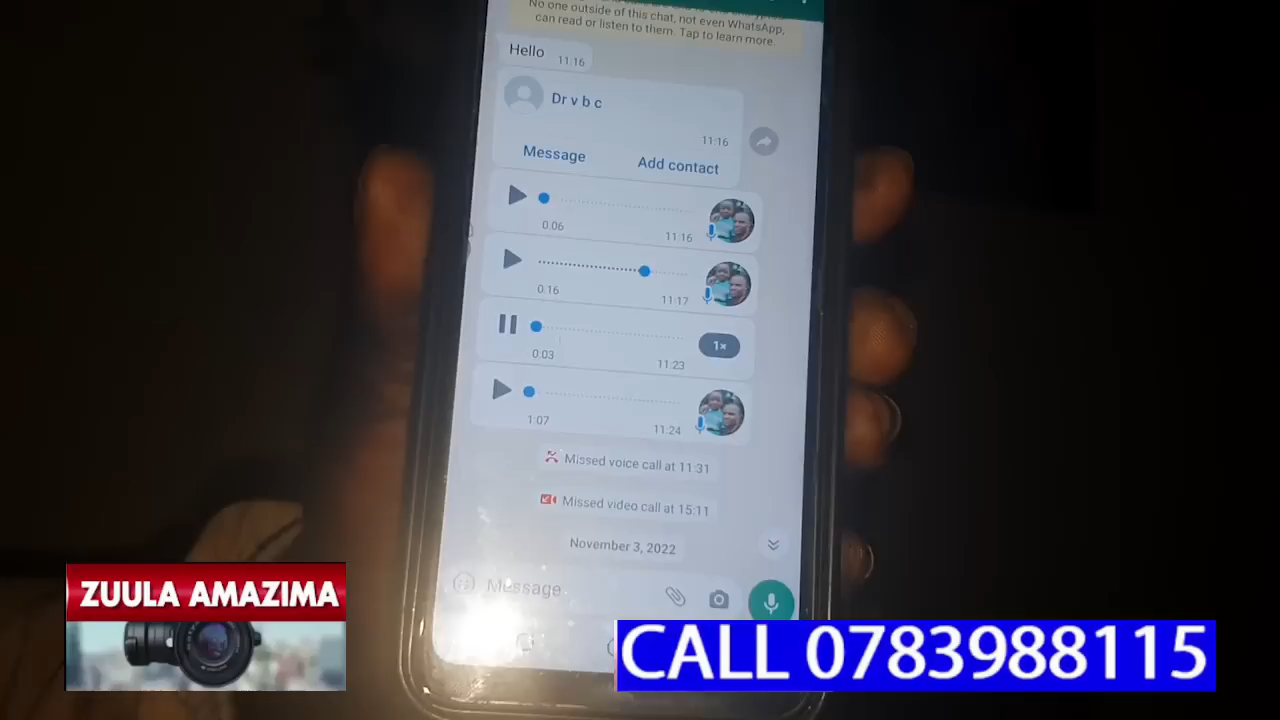 No one outside of this chat, not even WhatsApp,
can read or listen to them. Tap to learn more.
Hello
11:16
Dr v b c
11:16
Message
Add contact
0:06
11:16
0:16
11:17
1×
0:03
11:23
1:07
11:24
Missed voice call at 11:31
Missed video call at 15:11
November 3, 2022
Message
ZUULA AMAZIMA
CALL 0783988115